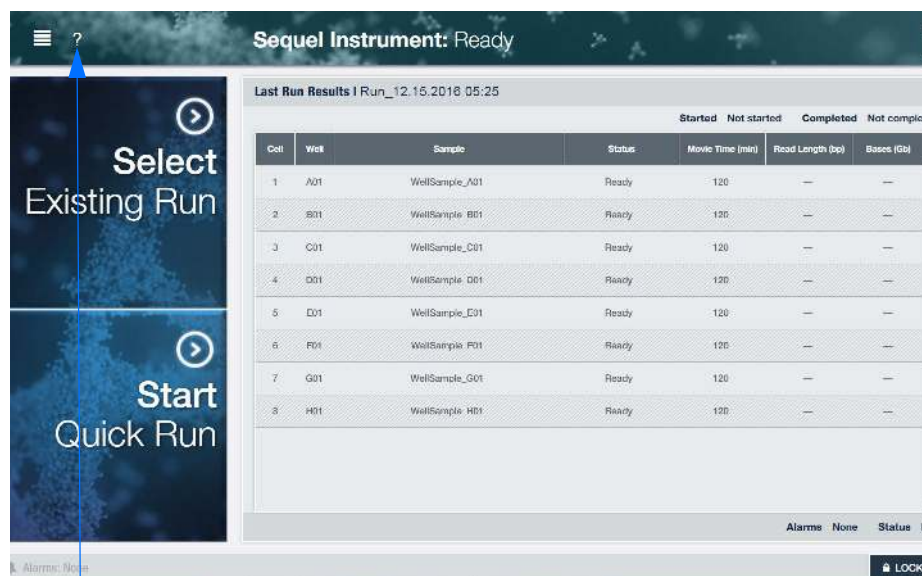 ?
Sequel Instrument: Ready
Select
Existing Run
Start
Quick Run
Last Run Results | Run_12.15.2016 05:25
Started Not started Completed Not comple
Cell Well Sample Status Movie Time (min) Read Length (bp) Bases (Gb)
1 A01 WellSample_A01 Ready 120 — —
2 B01 WellSample_B01 Ready 120 — —
3 C01 WellSample_C01 Ready 120 — —
4 D01 WellSample_D01 Ready 120 — —
5 E01 WellSample_E01 Ready 120 — —
6 F01 WellSample_F01 Ready 120 — —
7 G01 WellSample_G01 Ready 120 — —
8 H01 WellSample_H01 Ready 120 — —
Alarms None Status
Alarms: None
LOCK